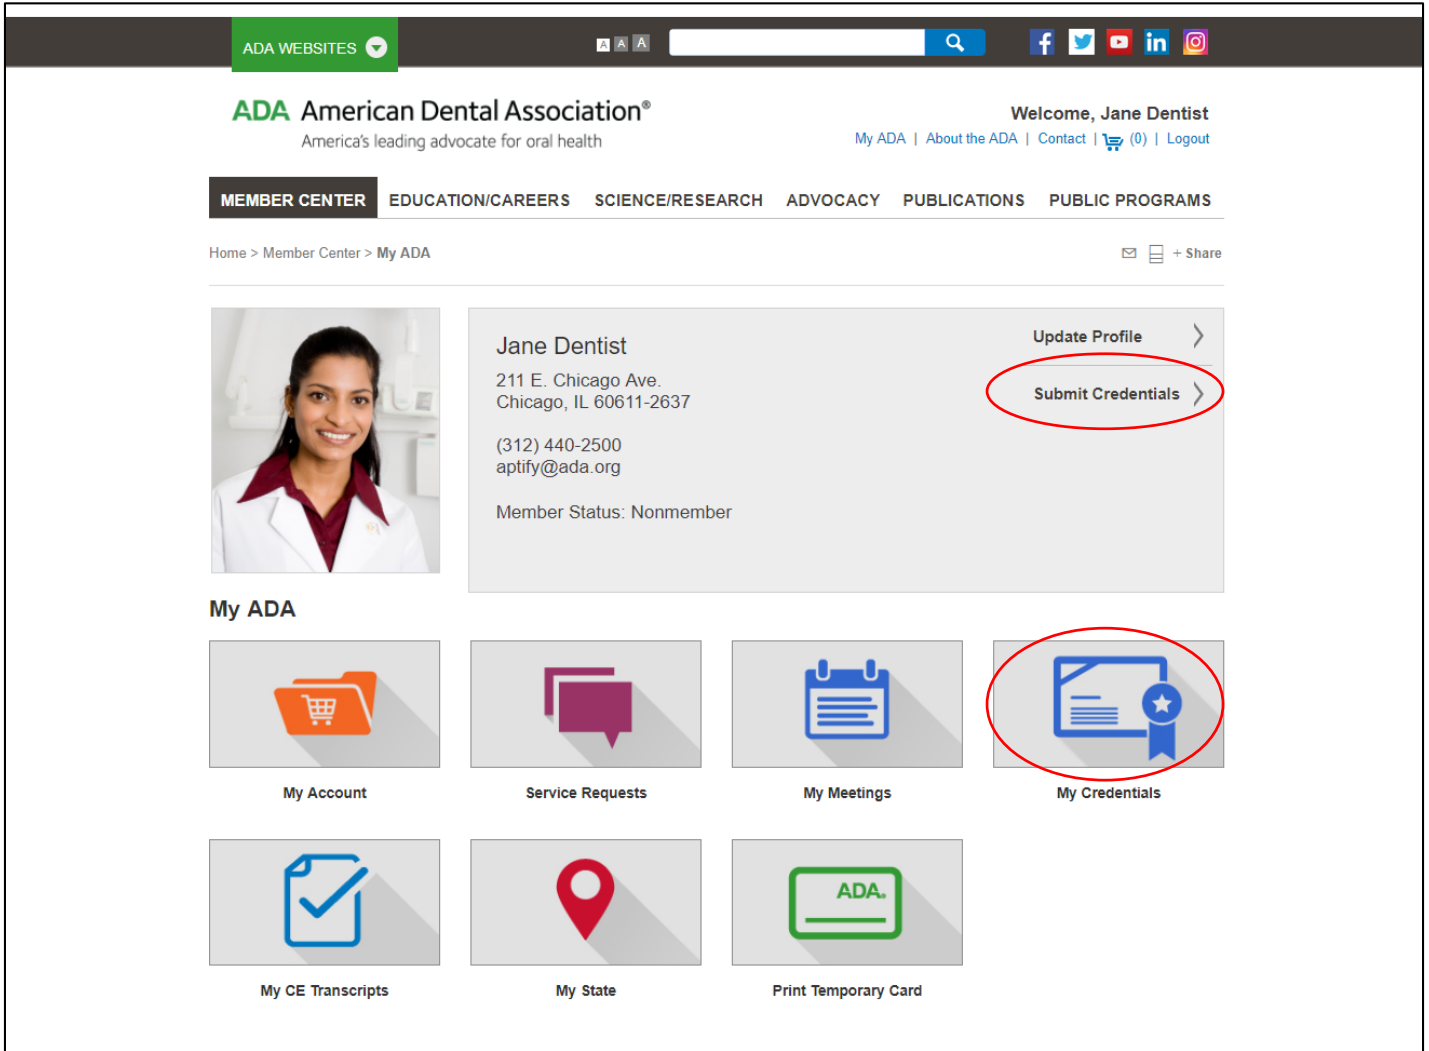 ADA WEBSITES
A A A
ADA American Dental Association®
America's leading advocate for oral health
Welcome, Jane Dentist
My ADA | About the ADA | Contact | (0) | Logout
MEMBER CENTER EDUCATION/CAREERS SCIENCE/RESEARCH ADVOCACY PUBLICATIONS PUBLIC PROGRAMS
Home > Member Center > My ADA
+ Share
Jane Dentist
211 E. Chicago Ave.
Chicago, IL 60611-2637
(312) 440-2500
aptify@ada.org
Member Status: Nonmember
Update Profile
Submit Credentials
My ADA
My Account
Service Requests
My Meetings
My Credentials
ADA.
My CE Transcripts
My State
Print Temporary Card